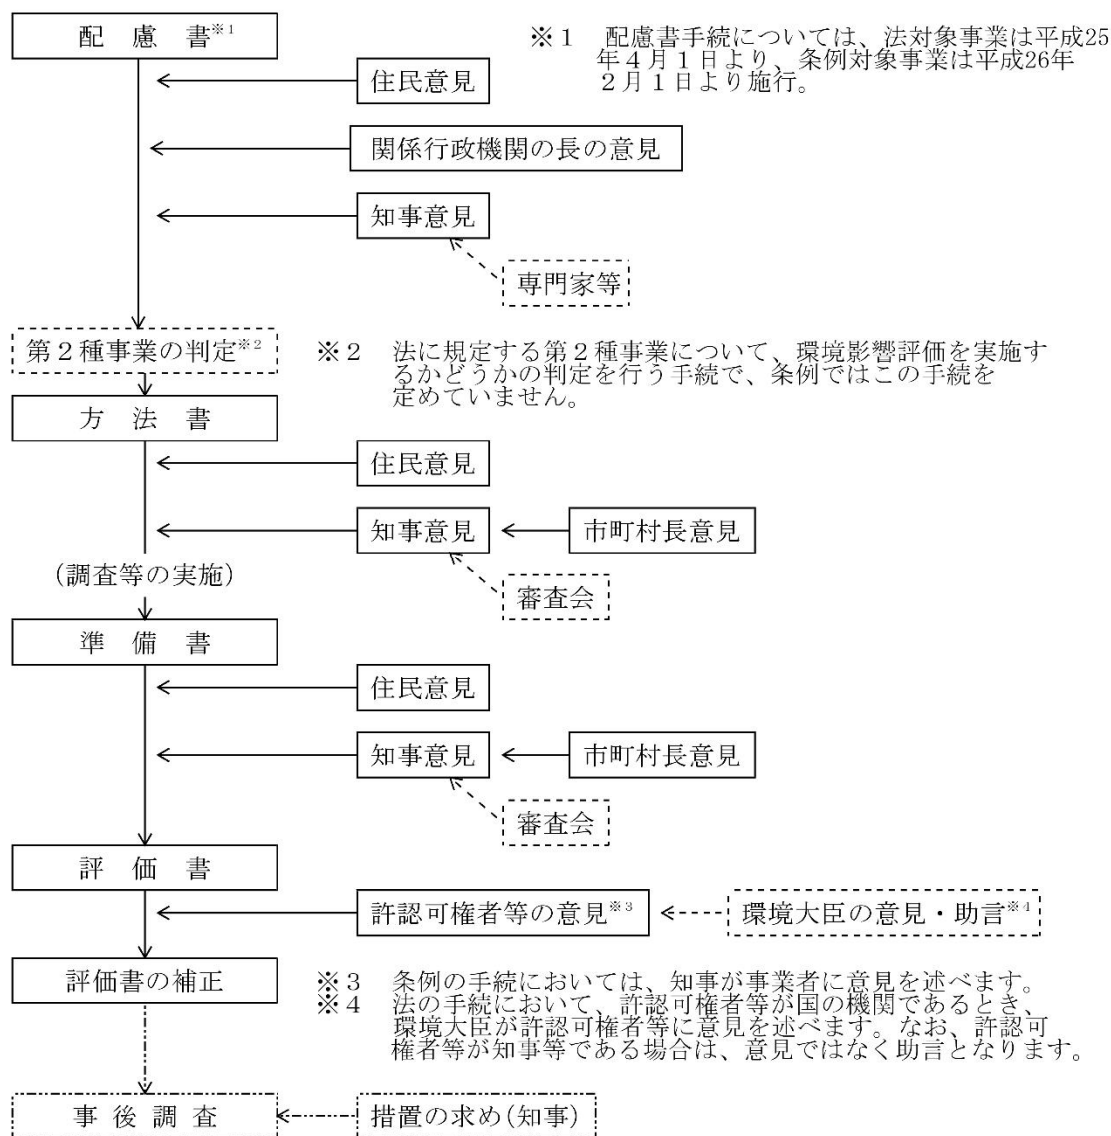 配慮書※1
※1 配慮書手続については、法対象事業は平成25
年4月1日より、条例対象事業は平成26年
2月1日より施行。
住民意見
関係行政機関の長の意見
知事意見
専門家等
第2種事業の判定※2
※2 法に規定する第2種事業について、環境影響評価を実施す
るかどうかの判定を行う手続で、条例ではこの手続を
定めていません。
方法書
住民意見
知事意見
市町村長意見
(調査等の実施)
審査会
準備書
住民意見
知事意見
市町村長意見
審査会
評価書
許認可権者等の意見※3
環境大臣の意見・助言※4
評価書の補正
※3 条例の手続においては、知事が事業者に意見を述べます。
※4 法の手続において、許認可権者等が国の機関であるとき、
環境大臣が許認可権者等に意見を述べます。なお、許認可
権者等が知事等である場合は、意見ではなく助言となります。
事後調査
措置の求め(知事)